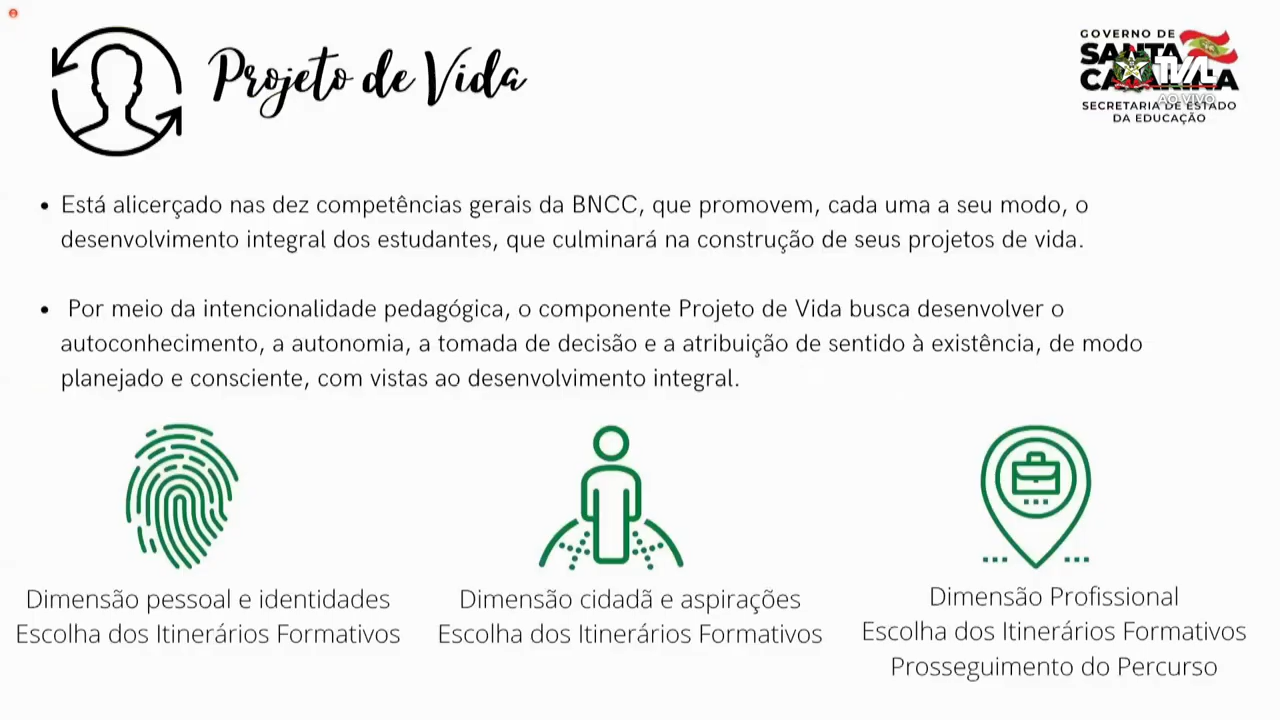 Projeto de Vida
GOVERNO DE
SANTA
CATARINA
TVAL
AO VIVO
SECRETARIA DE ESTADO
DA EDUCAÇÃO
• Está alicerçado nas dez competências gerais da BNCC, que promovem, cada uma a seu modo, o
desenvolvimento integral dos estudantes, que culminará na construção de seus projetos de vida.
• Por meio da intencionalidade pedagógica, o componente Projeto de Vida busca desenvolver o
autoconhecimento, a autonomia, a tomada de decisão e a atribuição de sentido à existência, de modo
planejado e consciente, com vistas ao desenvolvimento integral.
Dimensão pessoal e identidades
Escolha dos Itinerários Formativos
Dimensão cidadã e aspirações
Escolha dos Itinerários Formativos
Dimensão Profissional
Escolha dos Itinerários Formativos
Prosseguimento do Percurso